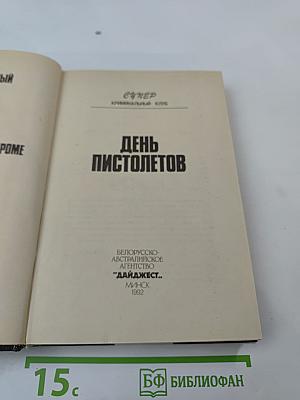 ЫЙ
РОМЕ
СУПЕР
КРИМИНАЛЬНЫЙ КЛУБ
ДЕНЬ
ПИСТОЛЕТОВ
БЕЛОРУССКО-
АВСТРАЛИЙСКОЕ
АГЕНТСТВО
"ДАЙДЖЕСТ„
МИНСК
1992
15с
БФ БИБЛИОФАН